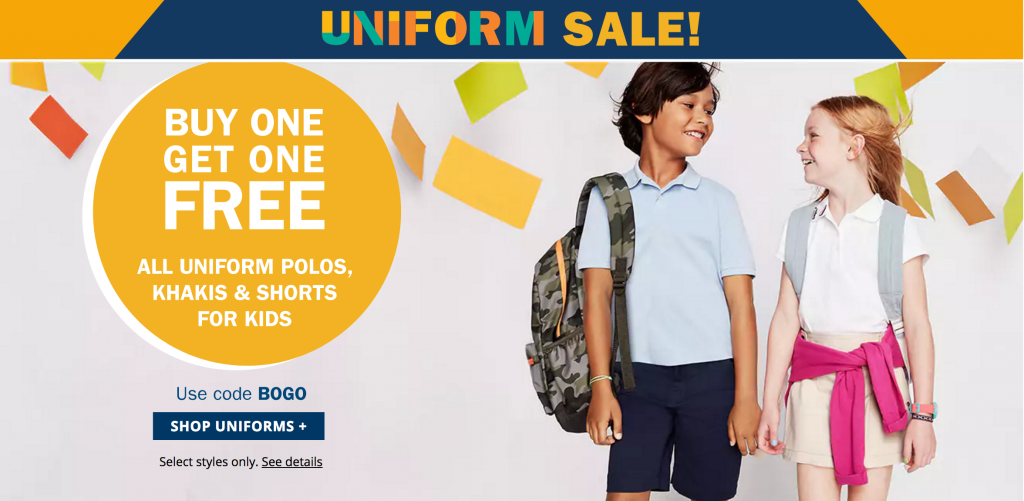 UNIFORM SALE!
BUY ONE
GET ONE
FREE
ALL UNIFORM POLOS,
KHAKIS & SHORTS
FOR KIDS
Use code BOGO
SHOP UNIFORMS +
Select styles only. See details